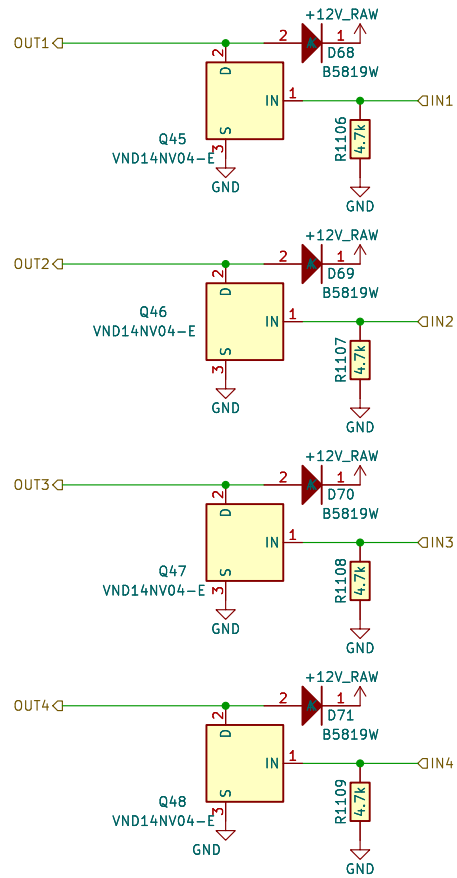 +12V_RAW
OUT1
2
1
D68
B5819W
2
D
IN
1
IN1
Q45
VND14NV04-E
S
3
GND
R1106
4.7k
GND
+12V_RAW
OUT2
2
1
D69
B5819W
2
D
IN
1
IN2
Q46
VND14NV04-E
S
3
GND
R1107
4.7k
GND
+12V_RAW
OUT3
2
1
D70
B5819W
2
D
IN
1
IN3
Q47
VND14NV04-E
S
3
GND
R1108
4.7k
GND
+12V_RAW
OUT4
2
1
D71
B5819W
2
D
IN
1
IN4
Q48
VND14NV04-E
S
3
GND
R1109
4.7k
GND